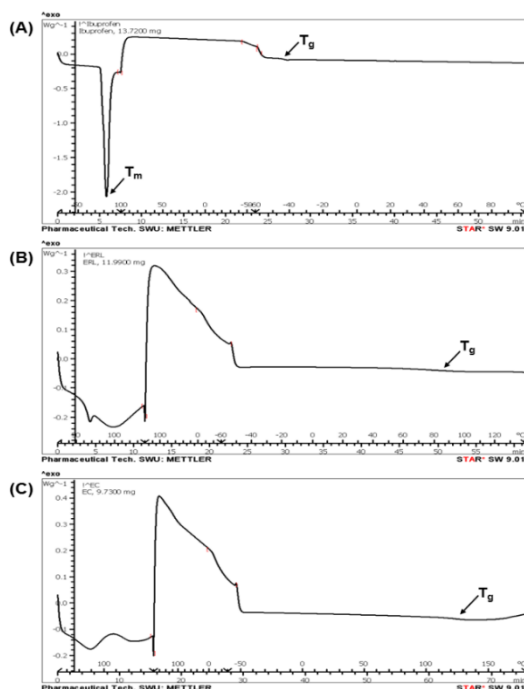 (A)
^exo
Wg^-1
!^Ibuprofen
Ibuprofen, 13.7200 mg
Tg
Tm
0.0
-0.5
-1.0
-1.5
-2.0
100 -50 -60 -40 -20 0 20 40 60 80 °C
0 5 10 15 20 25 30 35 40 45 50 min
Pharmaceutical Tech. SWU: METTLER STAR° SW 9.01
(B)
^exo
Wg^-1
!^ERL
ERL, 11.9900 mg
Tg
0.3
0.2
0.1
0.0
-0.1
-0.2
100 100 0 -60 -40 -20 0 20 40 60 80 100 120 °C
0 5 10 15 20 25 30 35 40 45 50 55 min
Pharmaceutical Tech. SWU: METTLER STAR° SW 9.01
(C)
^exo
Wg^-1
!^EC
EC, 9.7300 mg
Tg
0.4
0.3
0.2
0.1
-0.0
-0.1
-0.2
100 100 0 -50 0 50 100 150 °C
0 10 20 30 40 50 60 70 min
Pharmaceutical Tech. SWU: METTLER STAR° SW 9.01